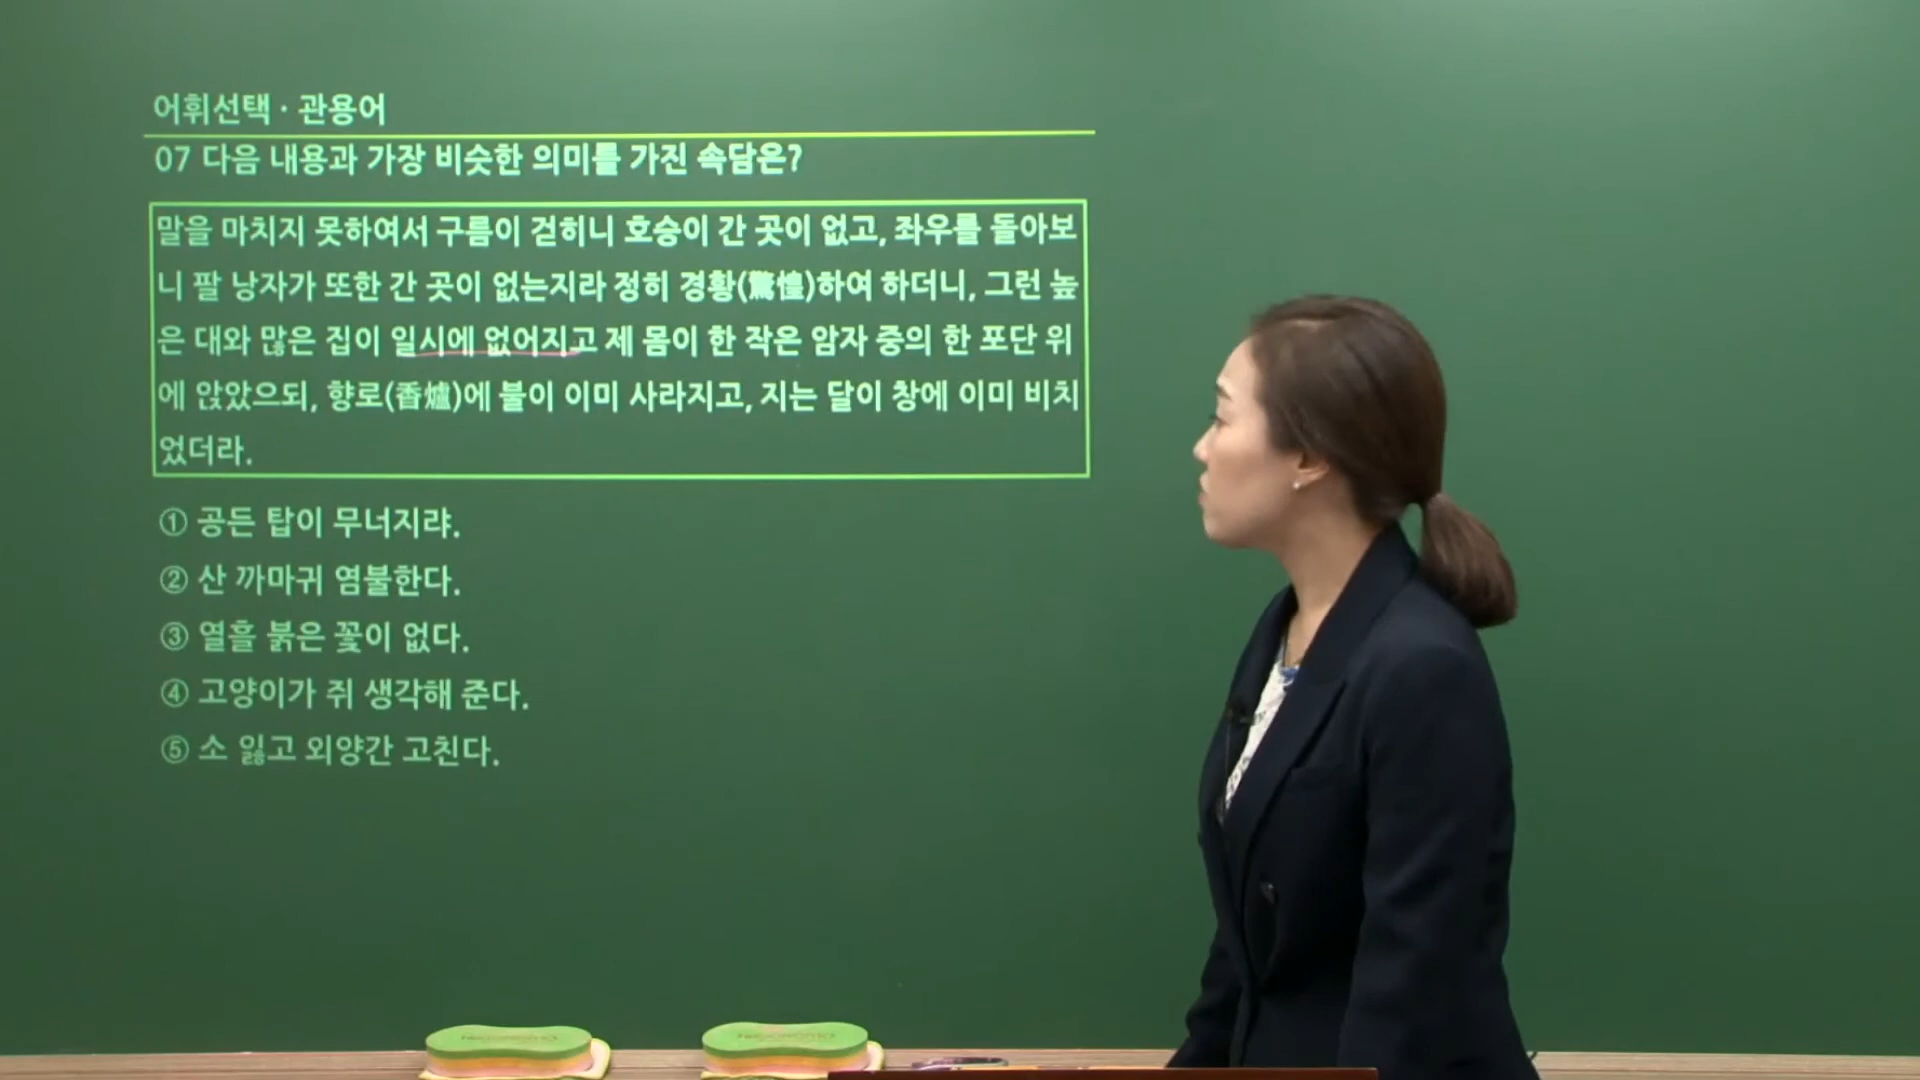 어휘선택 · 관용어
07 다음 내용과 가장 비슷한 의미를 가진 속담은?
말을 마치지 못하여서 구름이 걷히니 호승이 간 곳이 없고, 좌우를 돌아보
니 팔 낭자가 또한 간 곳이 없는지라 정히 경황(驚惶)하여 하더니, 그런 높
은 대와 많은 집이 일시에 없어지고 제 몸이 한 작은 암자 중의 한 포단 위
에 앉았으되, 향로(香爐)에 불이 이미 사라지고, 지는 달이 창에 이미 비치
었더라.
① 공든 탑이 무너지랴.
② 산 까마귀 염불한다.
③ 열흘 붉은 꽃이 없다.
④ 고양이가 쥐 생각해 준다.
⑤ 소 잃고 외양간 고친다.